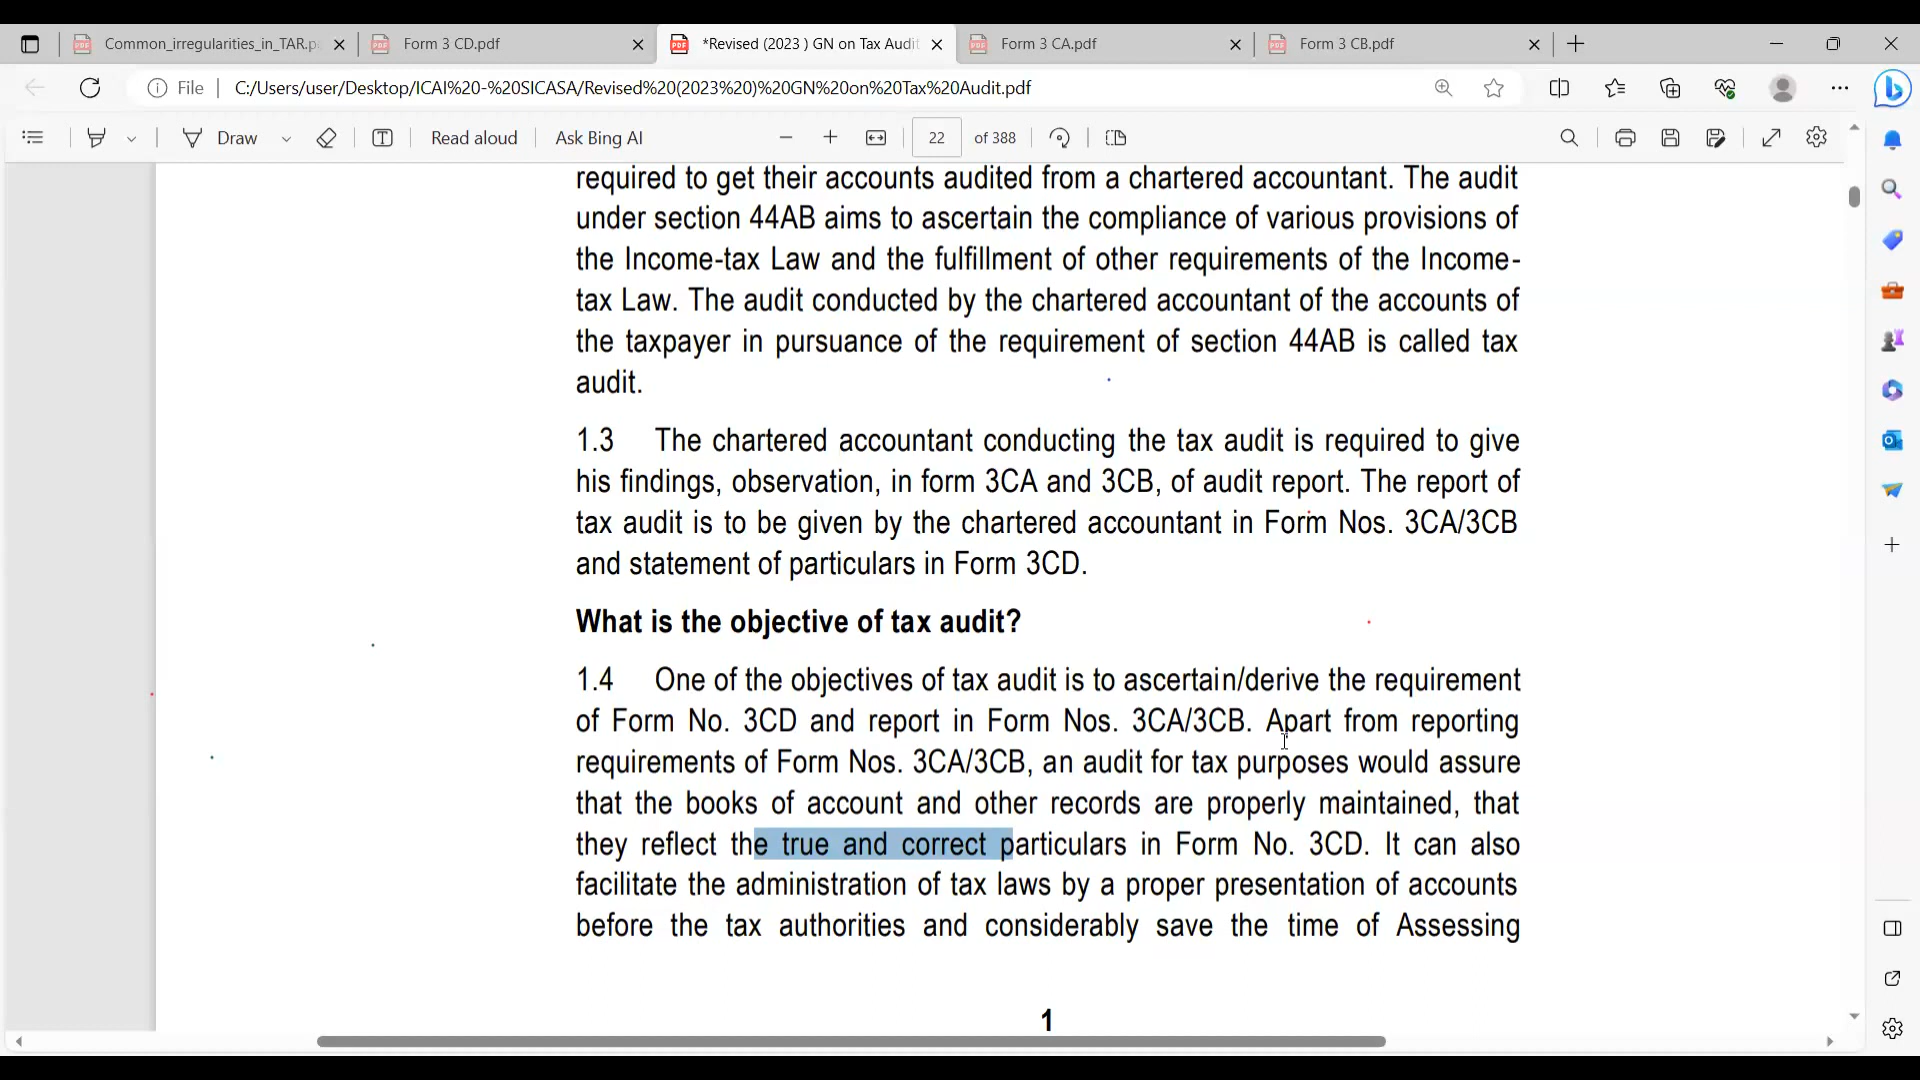 Common_irregularities_in_TAR.p
Form 3 CD.pdf
*Revised (2023 ) GN on Tax Audit
Form 3 CA.pdf
Form 3 CB.pdf
File
C:/Users/user/Desktop/ICAI%20-%20SICASA/Revised%20(2023%20)%20GN%20on%20Tax%20Audit.pdf
Draw
Read aloud
Ask Bing AI
22
of 388
required to get their accounts audited from a chartered accountant. The audit
under section 44AB aims to ascertain the compliance of various provisions of
the Income-tax Law and the fulfillment of other requirements of the Income-
tax Law. The audit conducted by the chartered accountant of the accounts of
the taxpayer in pursuance of the requirement of section 44AB is called tax
audit.
1.3 The chartered accountant conducting the tax audit is required to give
his findings, observation, in form 3CA and 3CB, of audit report. The report of
tax audit is to be given by the chartered accountant in Form Nos. 3CA/3CB
and statement of particulars in Form 3CD.
What is the objective of tax audit?
1.4 One of the objectives of tax audit is to ascertain/derive the requirement
of Form No. 3CD and report in Form Nos. 3CA/3CB. Apart from reporting
requirements of Form Nos. 3CA/3CB, an audit for tax purposes would assure
that the books of account and other records are properly maintained, that
they reflect the true and correct particulars in Form No. 3CD. It can also
facilitate the administration of tax laws by a proper presentation of accounts
before the tax authorities and considerably save the time of Assessing
1